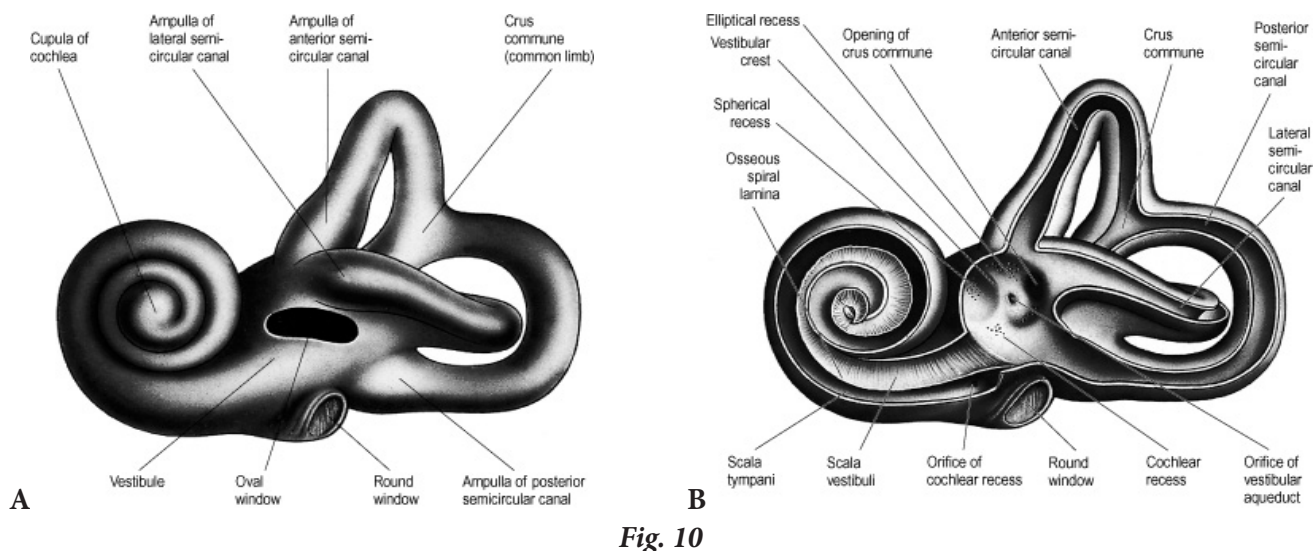 Cupula of
cochlea
Ampulla of
lateral semi-
circular canal
Ampulla of
anterior semi-
circular canal
Crus
commune
(common limb)
Vestibule
Oval
window
Round
window
Ampulla of posterior
semicircular canal
A
Elliptical recess
Vestibular
crest
Spherical
recess
Osseous
spiral
lamina
Opening of
crus commune
Anterior semi-
circular canal
Crus
commune
Posterior
semi-
circular
canal
Lateral
semi-
circular
canal
Scala
tympani
Scala
vestibuli
Orifice of
cochlear recess
Round
window
Cochlear
recess
Orifice of
vestibular
aqueduct
B
Fig. 10